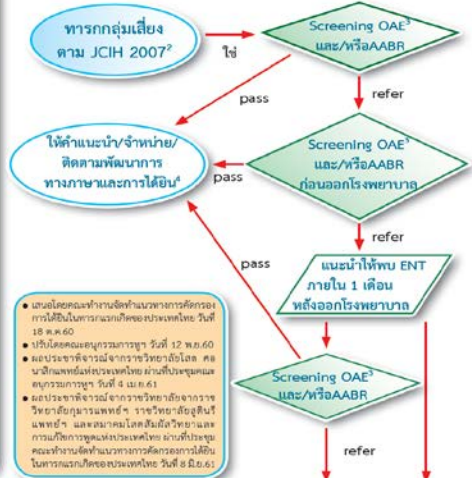 ทารกกลุ่มเสี่ยง
ตาม JCIH 2007²
ใช่
Screening OAE³
และ/หรือAABR
pass
refer
ให้คำแนะนำ/จำหน่าย/
ติดตามพัฒนาการ
ทางภาษาและการได้ยิน⁴
pass
Screening OAE³
และ/หรือAABR
ก่อนออกโรงพยาบาล
refer
pass
แนะนำให้พบ ENT
ภายใน 1 เดือน
หลังออกโรงพยาบาล
Screening OAE³
และ/หรือAABR
refer
• เสนอโดยคณะทำงานจัดทำแนวทางการคัดกรอง
การได้ยินในทารกแรกเกิดของประเทศไทย วันที่
18 ต.ค.60
• ปรับโดยคณะอนุกรรมการฯ วันที่ 12 พ.ย.60
• ผลประชาพิจารณ์จากราชวิทยาลัยโสต ศอ
นาสิกแพทย์แห่งประเทศไทย ผ่านที่ประชุมคณะ
อนุกรรมการฯ วันที่ 4 เม.ย.61
• ผลประชาพิจารณ์จากราชวิทยาลัยจากราช
วิทยาลัยกุมารแพทย์ฯ ราชวิทยาลัยสูตินรี
แพทย์ฯ และสมาคมโสตสัมผัสวิทยาและ
การแก้ไขการพูดแห่งประเทศไทย ผ่านที่ประชุม
คณะทำงานจัดทำแนวทางการคัดกรองการได้ยิน
ในทารกแรกเกิดของประเทศไทย วันที่ 8 มิ.ย.61